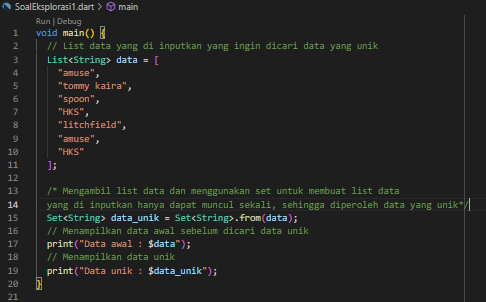 SoalEksplorasi1.dart > main
Run | Debug
1 void main() {
2 // List data yang di inputkan yang ingin dicari data yang unik
3 List<String> data = [
4 "amuse",
5 "tommy kaira",
6 "spoon",
7 "HKS",
8 "litchfield",
9 "amuse",
10 "HKS"
11 ];
12
13 /* Mengambil list data dan menggunakan set untuk membuat list data
14 yang di inputkan hanya dapat muncul sekali, sehingga diperoleh data yang unik*/
15 Set<String> data_unik = Set<String>.from(data);
16 // Menampilkan data awal sebelum dicari data unik
17 print("Data awal : $data");
18 // Menampilkan data unik
19 print("Data unik : $data_unik");
20 }
21